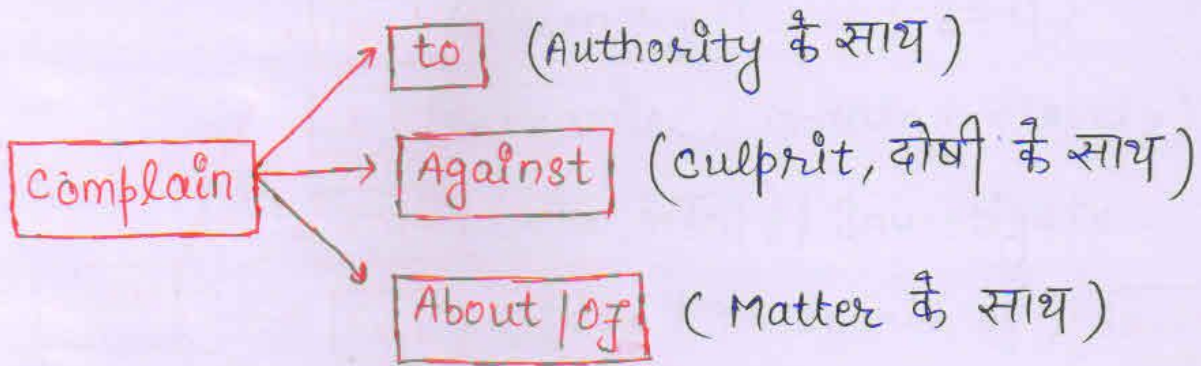 to (Authority के साथ)
Complain Against (Culprit, दोषी के साथ)
About / Of (Matter के साथ)